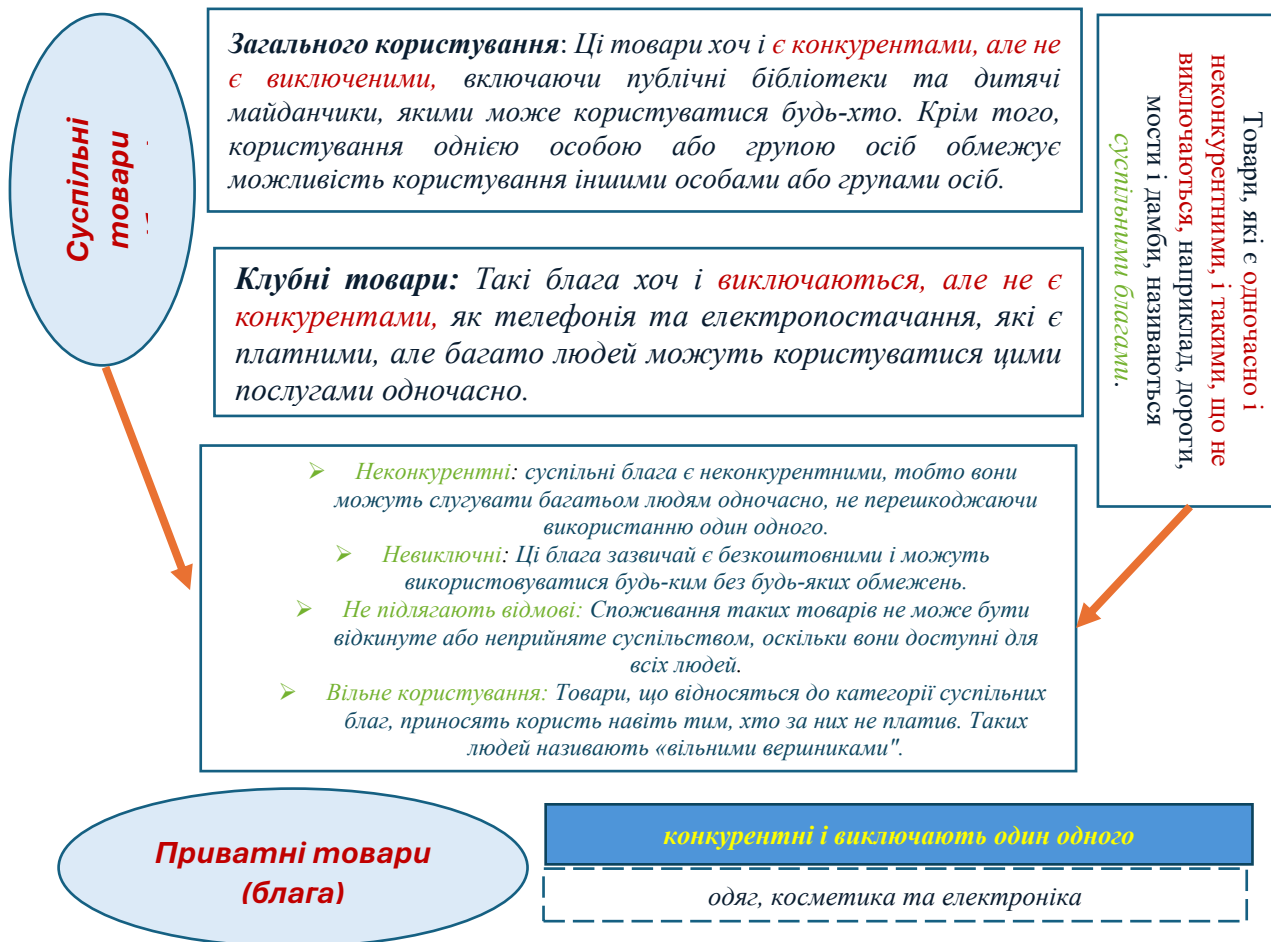 Суспільні
товари
Загального користування: Ці товари хоч і є конкурентами, але не
є виключеними, включаючи публічні бібліотеки та дитячі
майданчики, якими може користуватися будь-хто. Крім того,
користування однією особою або групою осіб обмежує
можливість користування іншими особами або групами осіб.
Товари, які є одночасно і
неконкурентними, і такими, що не
виключаються, наприклад, дороги,
мости і дамби, називаються
суспільними благами.
Клубні товари: Такі блага хоч і виключаються, але не є
конкурентами, як телефонія та електропостачання, які є
платними, але багато людей можуть користуватися цими
послугами одночасно.
➢ Неконкурентні: суспільні блага є неконкурентними, тобто вони
можуть слугувати багатьом людям одночасно, не перешкоджаючи
використанню один одного.
➢ Невиключні: Ці блага зазвичай є безкоштовними і можуть
використовуватися будь-ким без будь-яких обмежень.
➢ Не підлягають відмові: Споживання таких товарів не може бути
відкинуте або неприйняте суспільством, оскільки вони доступні для
всіх людей.
➢ Вільне користування: Товари, що відносяться до категорії суспільних
благ, приносять користь навіть тим, хто за них не платив. Таких
людей називають «вільними вершниками".
Приватні товари
(блага)
конкурентні і виключають один одного
одяг, косметика та електроніка